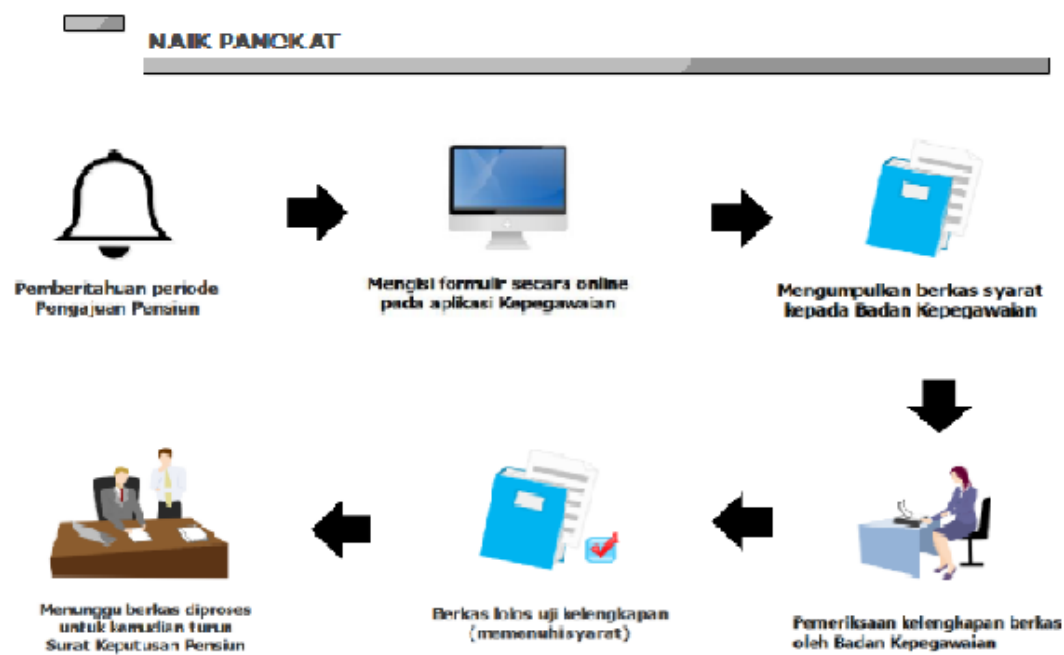 NAIK PANGKAT
Pemberitahuan periode
Pengajuan Pensiun
Mengisi formulir secara online
pada aplikasi Kepegawaian
Mengumpulkan berkas syarat
kepada Badan Kepegawaian
Pemeriksaan kelengkapan berkas
oleh Badan Kepegawaian
Berkas lolos uji kelengkapan
(memenuhi syarat)
Menunggu berkas diproses
untuk kemudian turun
Surat Keputusan Pensiun